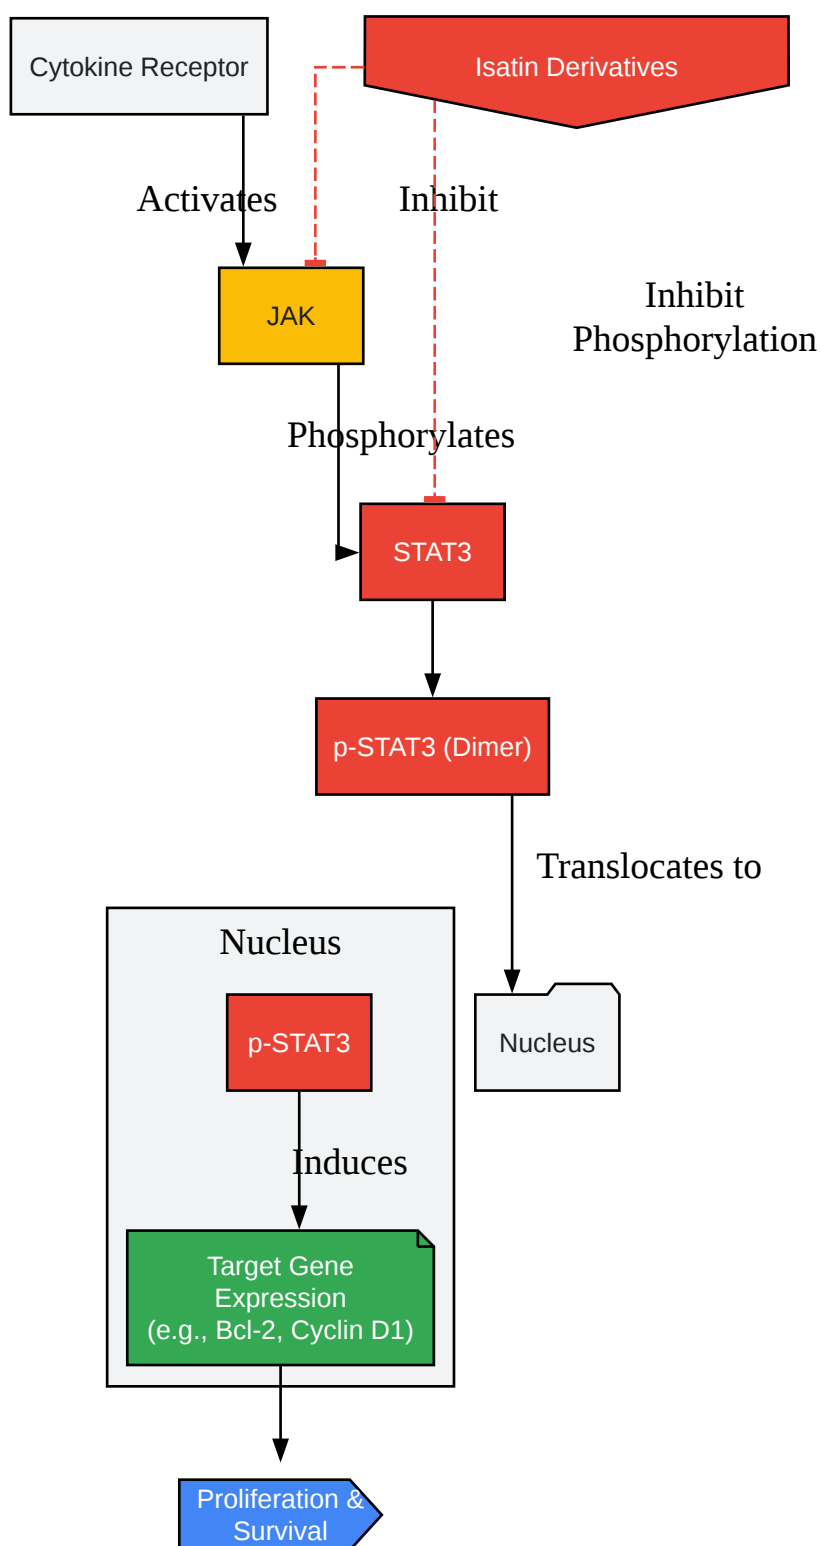 Cytokine Receptor
Isatin Derivatives
Activates
Inhibit
JAK
Inhibit
Phosphorylation
Phosphorylates
STAT3
p-STAT3 (Dimer)
Translocates to
Nucleus
p-STAT3
Nucleus
Induces
Target Gene
Expression
(e.g., Bcl-2, Cyclin D1)
Proliferation &
Survival